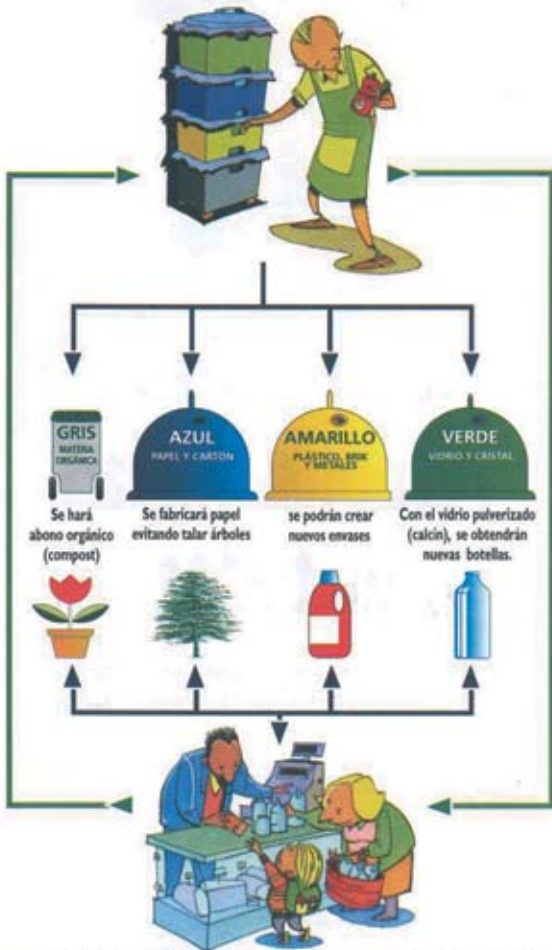 GRIS
MATERIA
ORGÁNICA
AZUL
PAPEL Y CARTÓN
AMARILLO
PLÁSTICO, BRIK
Y METALES
VERDE
VIDRIO Y CRISTAL
Se hará
abono orgánico
(compost)
Se fabricará papel
evitando talar árboles
se podrán crear
nuevos envases
Con el vidrio pulverizado
(calcín), se obtendrán
nuevas botellas.